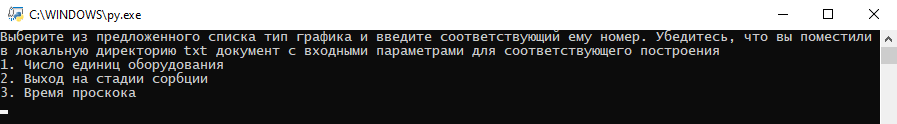 C:\WINDOWS\py.exe
Выберите из предложенного списка тип графика и введите соответствующий ему номер. Убедитесь, что вы поместили
в локальную директорию txt документ с входными параметрами для соответствующего построения
1. Число единиц оборудования
2. Выход на стадии сорбции
3. Время проскока